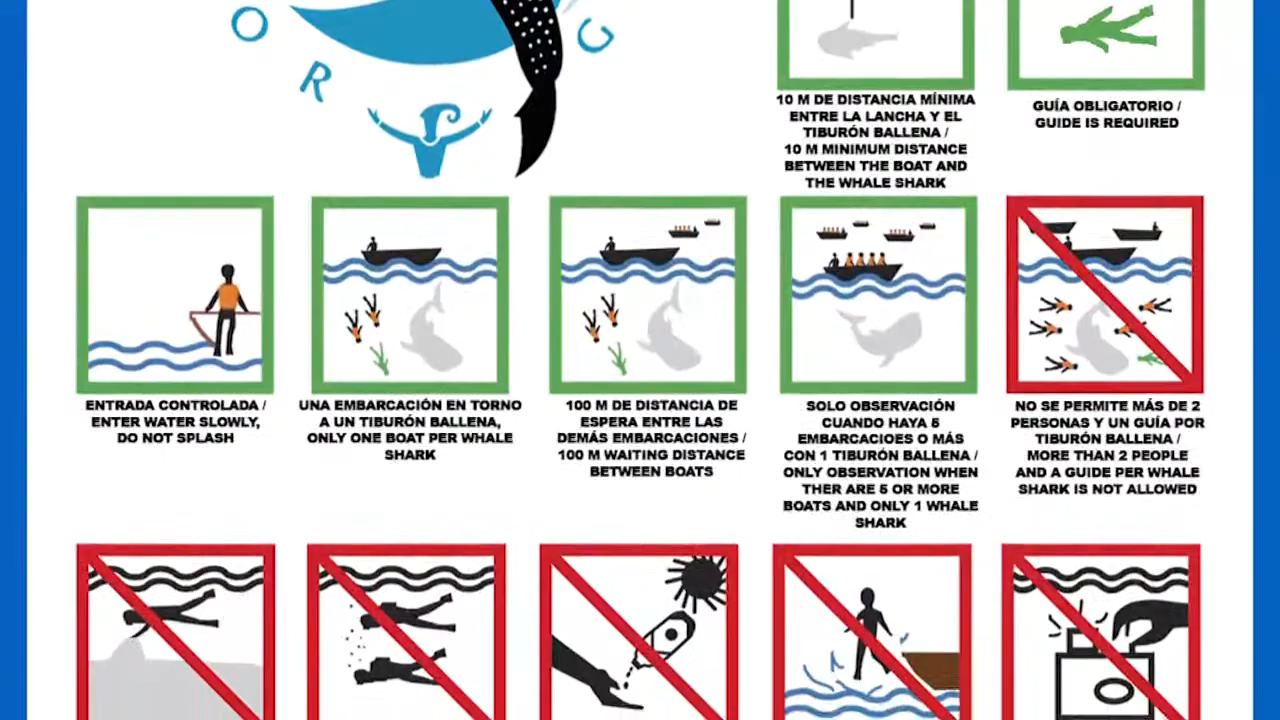 O
R
C
10 M DE DISTANCIA MÍNIMA
ENTRE LA LANCHA Y EL
TIBURÓN BALLENA /
10 M MINIMUM DISTANCE
BETWEEN THE BOAT AND
THE WHALE SHARK
GUÍA OBLIGATORIO /
GUIDE IS REQUIRED
ENTRADA CONTROLADA /
ENTER WATER SLOWLY,
DO NOT SPLASH
UNA EMBARCACIÓN EN TORNO
A UN TIBURÓN BALLENA,
ONLY ONE BOAT PER WHALE
SHARK
100 M DE DISTANCIA DE
ESPERA ENTRE LAS
DEMÁS EMBARCACIONES /
100 M WAITING DISTANCE
BETWEEN BOATS
SOLO OBSERVACIÓN
CUANDO HAYA 5
EMBARCACIOES O MÁS
CON 1 TIBURÓN BALLENA /
ONLY OBSERVATION WHEN
THER ARE 5 OR MORE
BOATS AND ONLY 1 WHALE
SHARK
NO SE PERMITE MÁS DE 2
PERSONAS Y UN GUÍA POR
TIBURÓN BALLENA /
MORE THAN 2 PEOPLE
AND A GUIDE PER WHALE
SHARK IS NOT ALLOWED